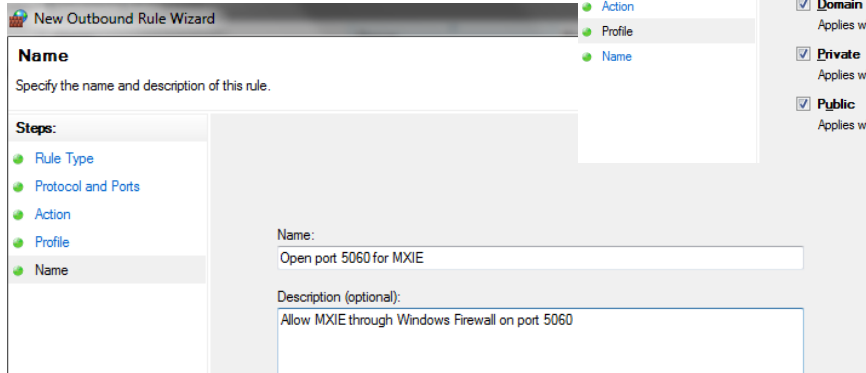 New Outbound Rule Wizard
Name
Specify the name and description of this rule.
Steps:
Rule Type
Protocol and Ports
Action
Profile
Name
Name:
Open port 5060 for MXIE
Description (optional):
Allow MXIE through Windows Firewall on port 5060
Action
Profile
Name
Domain
Applies w
Private
Applies w
Public
Applies w